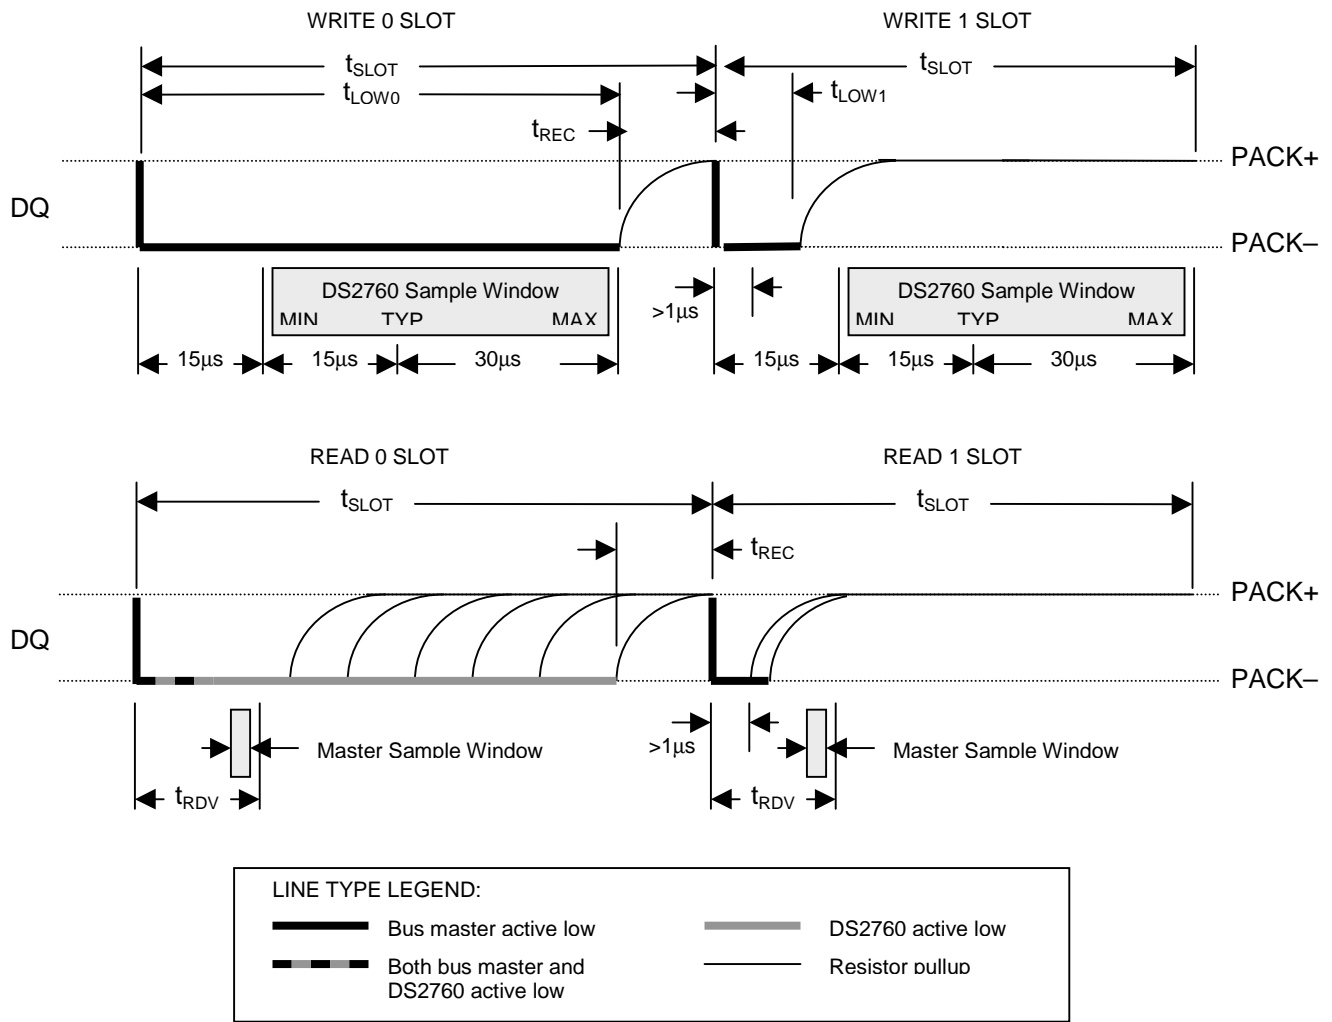 WRITE 0 SLOT WRITE 1 SLOT
tSLOT tSLOT
tLOW0 tLOW1
tREC
PACK+
DQ
PACK–
DS2760 Sample Window >1µs DS2760 Sample Window
MIN TYP MAX MIN TYP MAX
15µs 15µs 30µs 15µs 15µs 30µs
READ 0 SLOT READ 1 SLOT
tSLOT tSLOT
tREC
PACK+
DQ
PACK–
Master Sample Window >1µs Master Sample Window
tRDV tRDV
LINE TYPE LEGEND:
Bus master active low DS2760 active low
Both bus master and Resistor pullup
DS2760 active low